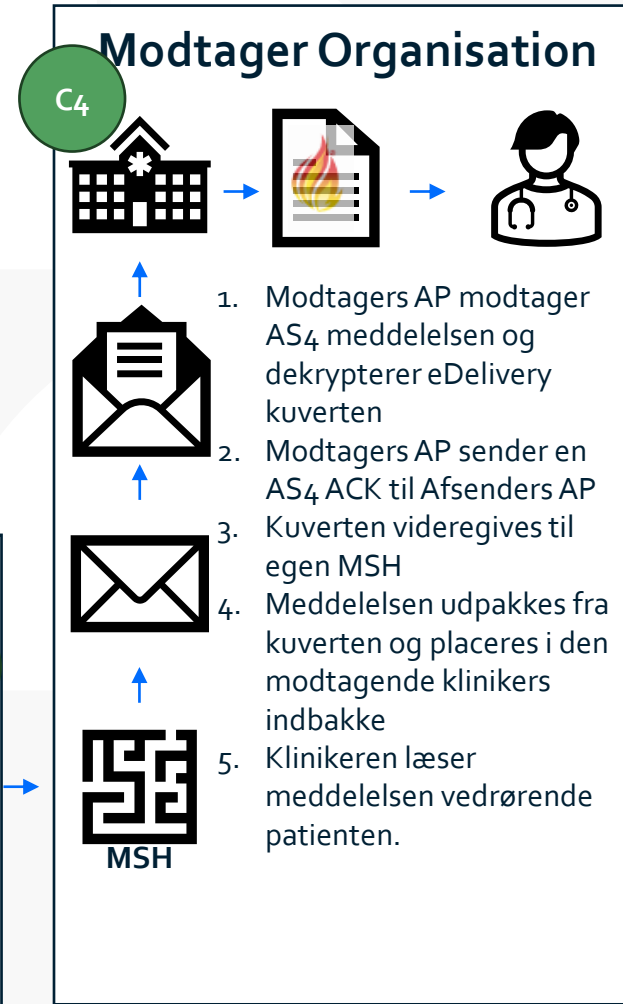 Modtager Organisation
C4
1. Modtagers AP modtager
AS4 meddelelsen og
dekrypterer eDelivery
kuverten
2. Modtagers AP sender en
AS4 ACK til Afsenders AP
3. Kuverten videregives til
egen MSH
4. Meddelelsen udpakkes fra
kuverten og placeres i den
modtagende klinikers
indbakke
5. Klinikeren læser
meddelelsen vedrørende
patienten.
MSH